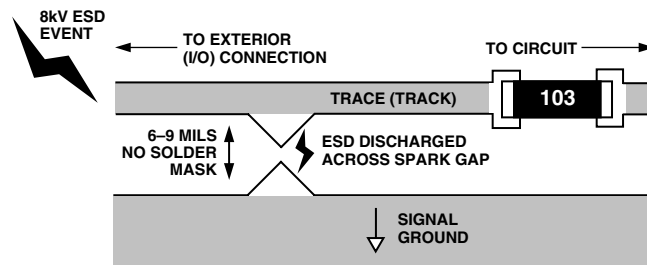 8kV ESD
EVENT
TO EXTERIOR
(I/O) CONNECTION
TO CIRCUIT
TRACE (TRACK)
103
6–9 MILS
NO SOLDER
MASK
ESD DISCHARGED
ACROSS SPARK GAP
SIGNAL
GROUND